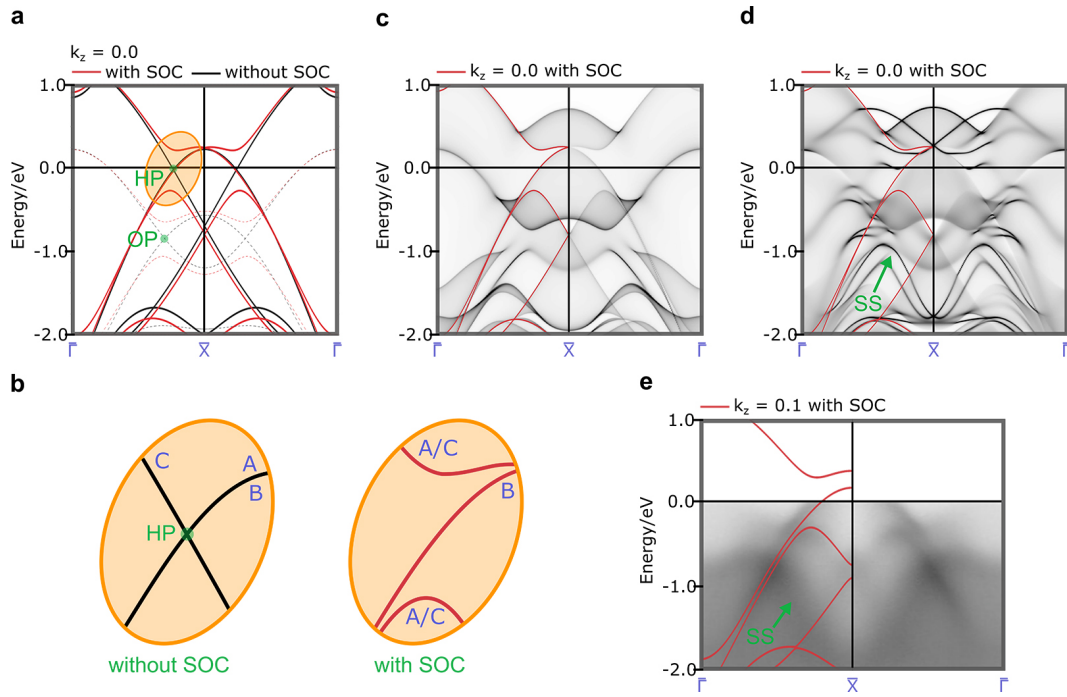 a
k_z = 0.0
with SOC without SOC
1.0
0.0
-1.0
-2.0
Energy/eV
HP
OP
Γ̄ X̄ Γ̄
c
k_z = 0.0 with SOC
1.0
0.0
-1.0
-2.0
Energy/eV
Γ̄ X̄ Γ̄
d
k_z = 0.0 with SOC
1.0
0.0
-1.0
-2.0
Energy/eV
SS
Γ̄ X̄ Γ̄
b
C A
B
HP
without SOC
A/C
B
A/C
with SOC
e
k_z = 0.1 with SOC
1.0
0.0
-1.0
-2.0
Energy/eV
SS
Γ̄ X̄ Γ̄